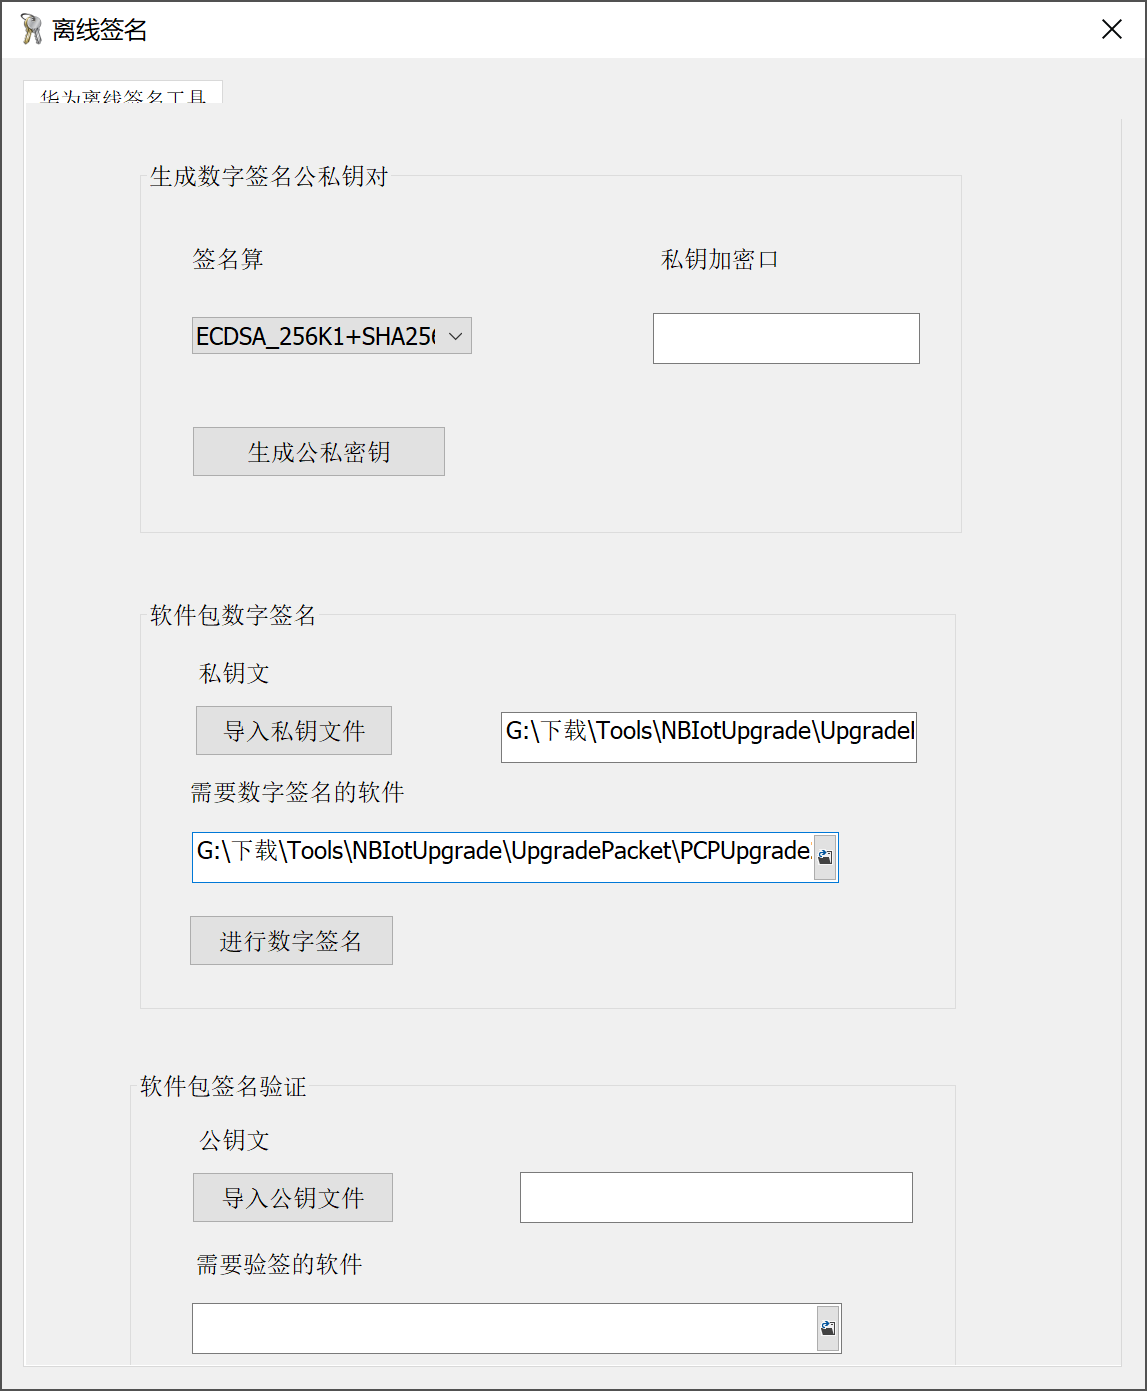 离线签名
华为离线签名工具
生成数字签名公私钥对
签名算
私钥加密口
ECDSA_256K1+SHA256
生成公私密钥
软件包数字签名
私钥文
导入私钥文件
G:\下载\Tools\NBIotUpgrade\Upgradel
需要数字签名的软件
G:\下载\Tools\NBIotUpgrade\UpgradePacket\PCPUpgrade
进行数字签名
软件包签名验证
公钥文
导入公钥文件
需要验签的软件